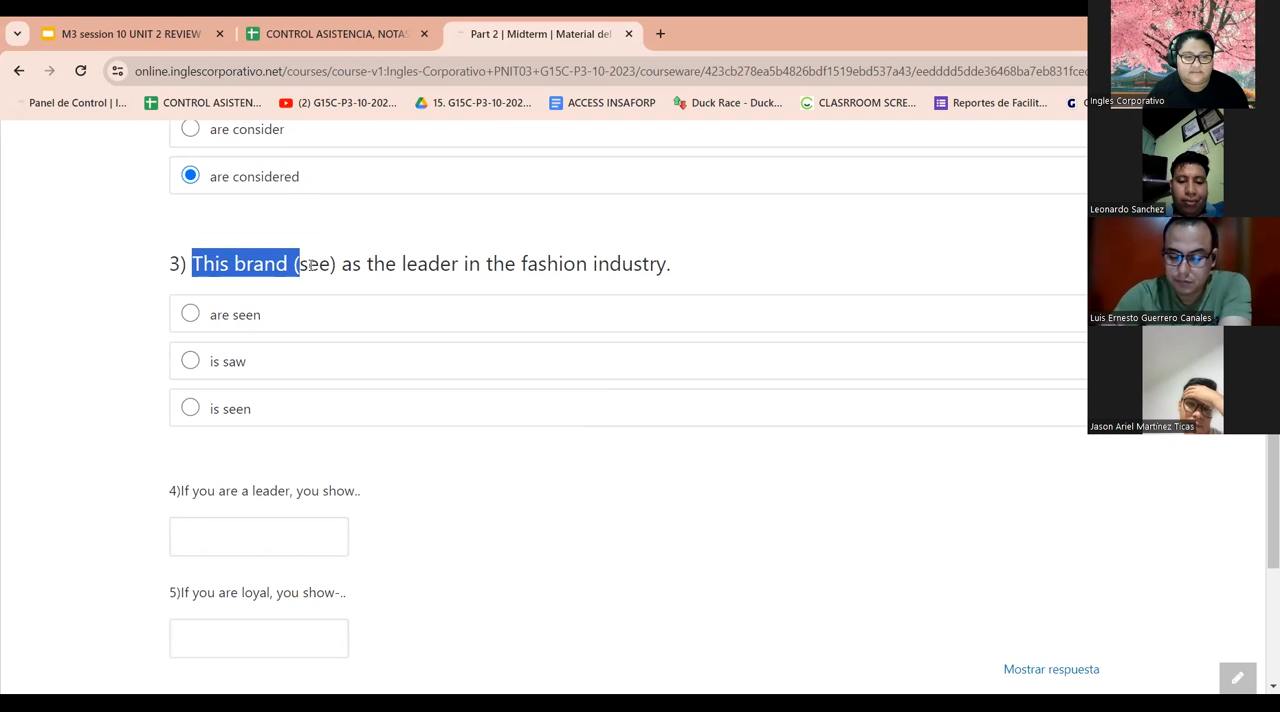 M3 session 10 UNIT 2 REVIEW
CONTROL ASISTENCIA, NOTAS
Part 2 | Midterm | Material del
online.inglescorporativo.net/courses/course-v1:Ingles-Corporativo+PNIT03+G15C-P3-10-2023/courseware/423cb278ea5b4826bdf1519ebd537a43/eedddd5dde36468ba7eb831fcec
Panel de Control | I...
CONTROL ASISTEN...
(2) G15C-P3-10-202...
15. G15C-P3-10-202...
ACCESS INSAFORP
Duck Race - Duck...
CLASRROOM SCRE...
Reportes de Facilit...
Ingles Corporativo
Leonardo Sanchez
Luis Ernesto Guerrero Canales
Jason Ariel Martínez Ticas
are consider
are considered
3) This brand (see) as the leader in the fashion industry.
are seen
is saw
is seen
4)If you are a leader, you show..
5)If you are loyal, you show-..
Mostrar respuesta